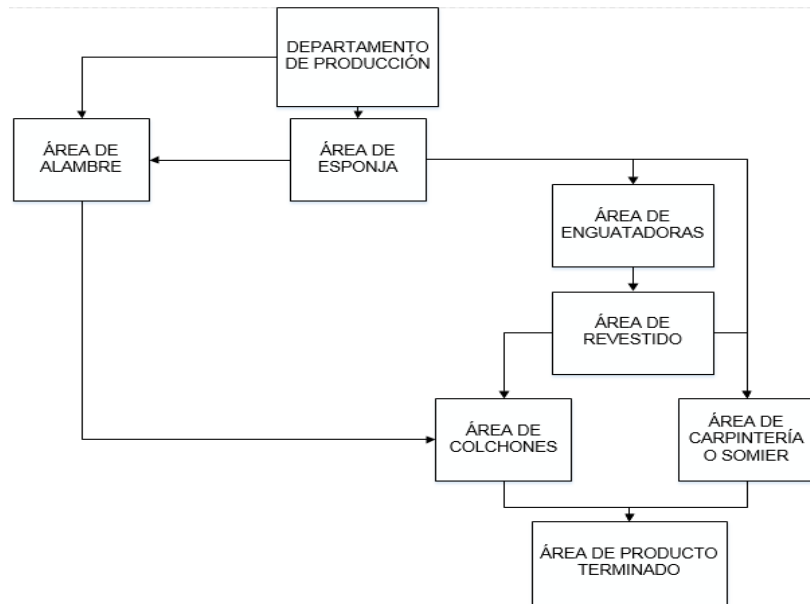 DEPARTAMENTO
DE PRODUCCIÓN
ÁREA DE
ALAMBRE
ÁREA DE
ESPONJA
ÁREA DE
ENGUATADORAS
ÁREA DE
REVESTIDO
ÁREA DE
COLCHONES
ÁREA DE
CARPINTERÍA
O SOMIER
ÁREA DE PRODUCTO
TERMINADO